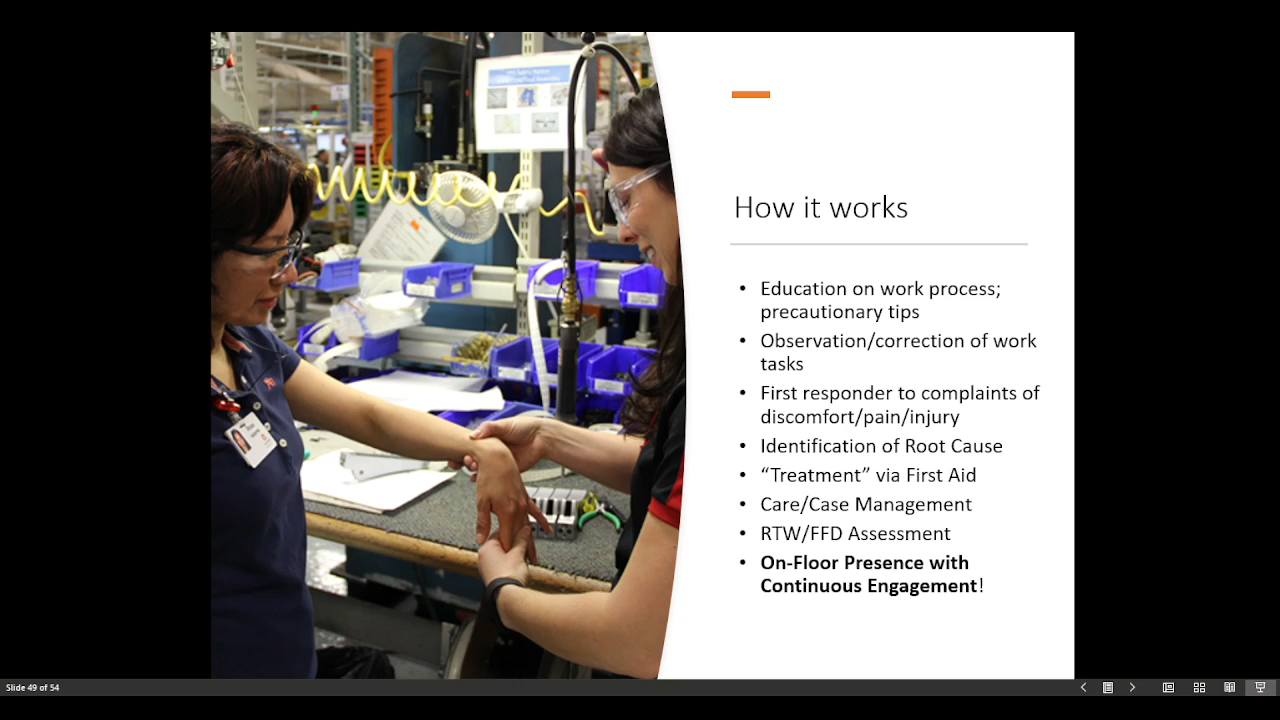 How it works
• Education on work process;
precautionary tips
• Observation/correction of work
tasks
• First responder to complaints of
discomfort/pain/injury
• Identification of Root Cause
• “Treatment” via First Aid
• Care/Case Management
• RTW/FFD Assessment
• On-Floor Presence with
Continuous Engagement!
Slide 49 of 54